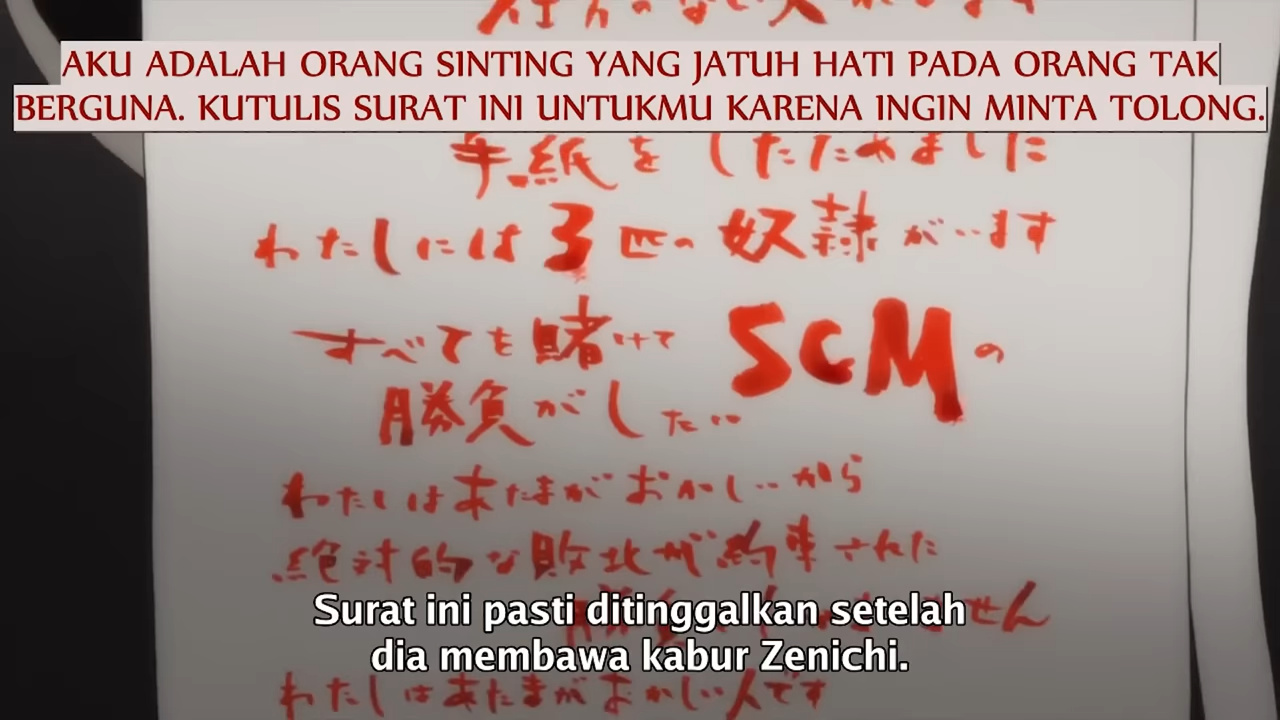 AKU ADALAH ORANG SINTING YANG JATUH HATI PADA ORANG TAK
BERGUNA. KUTULIS SURAT INI UNTUKMU KARENA INGIN MINTA TOLONG.
手紙をしたためました
わたしには3匹の奴隷がいます
すべてを賭けてSCMの
勝負がしたい
わたしはあたまがおかしいから
絶対的な敗北が約束された
Surat ini pasti ditinggalkan setelah
dia membawa kabur Zenichi.
わたしはあたまがおかしい人です